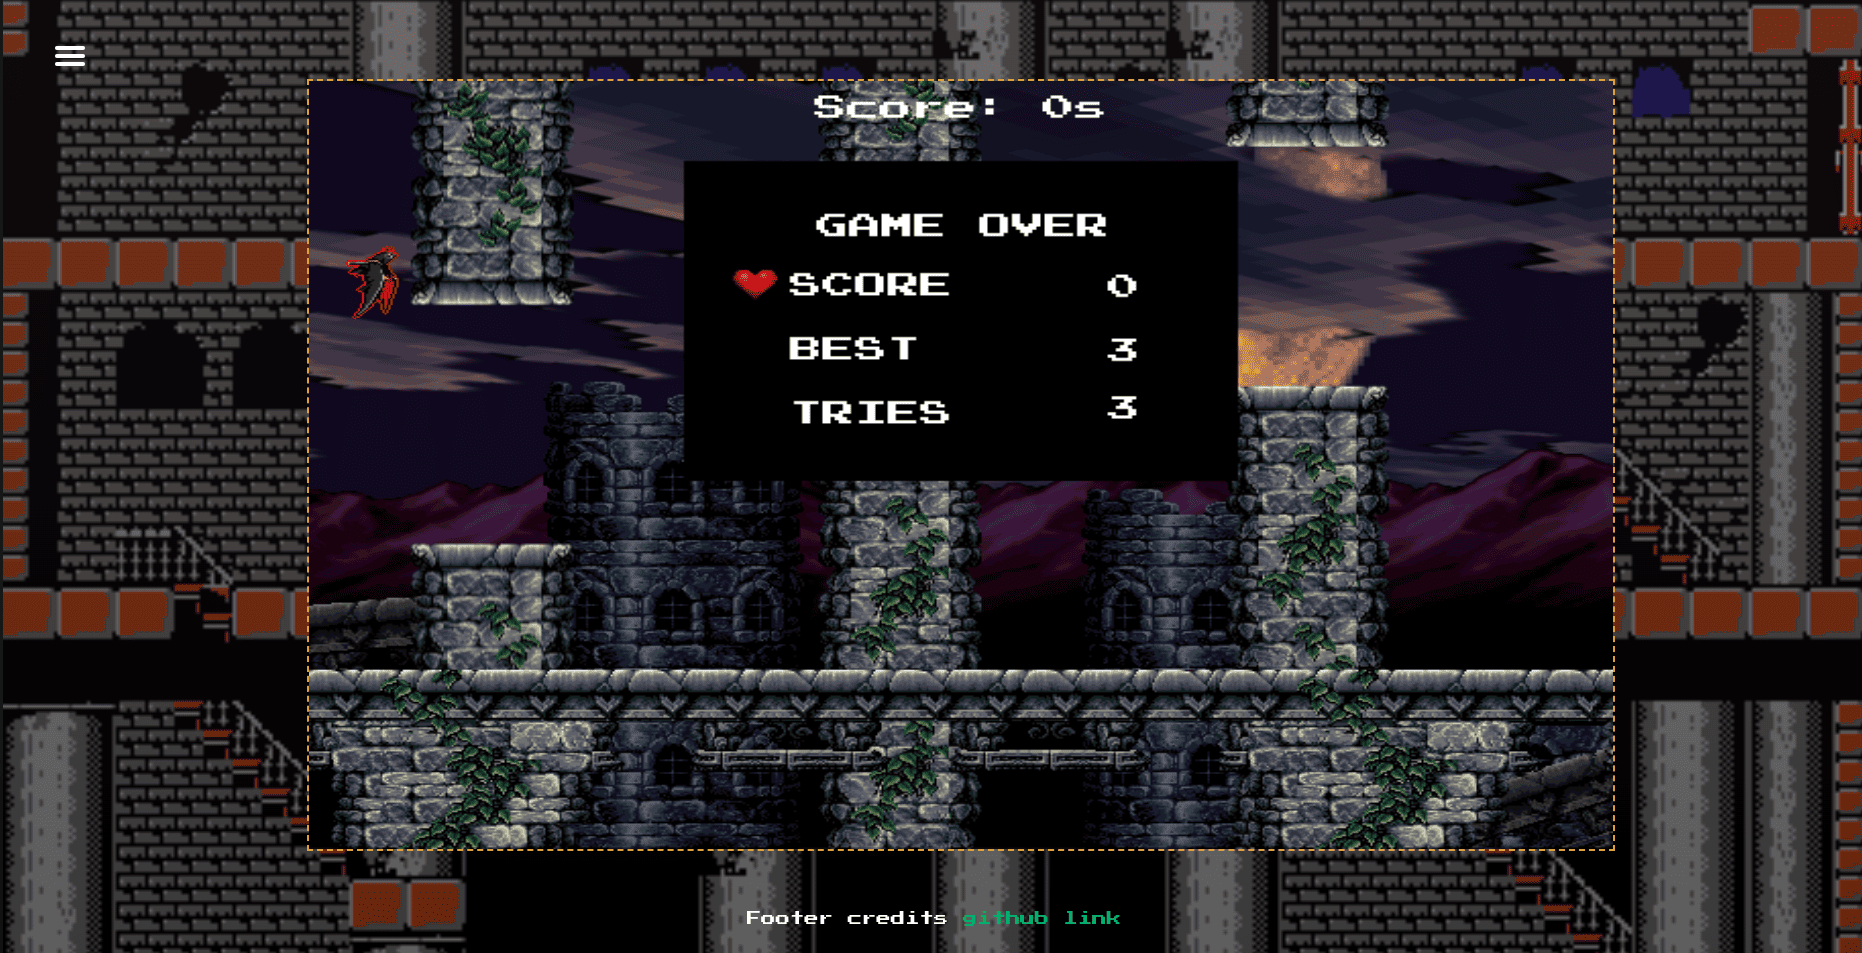 Score: 0s
GAME OVER
SCORE 0
BEST 3
TRIES 3
Footer credits github link